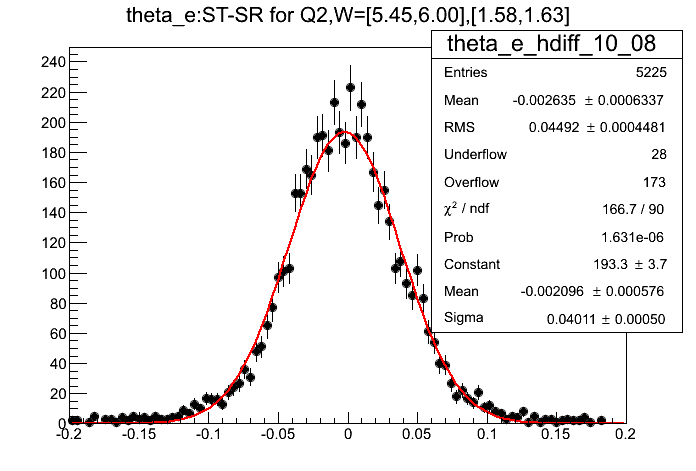 theta_e:ST-SR for Q2,W=[5.45,6.00],[1.58,1.63]
theta_e_hdiff_10_08
Entries 5225
Mean -0.002635 ± 0.0006337
RMS 0.04492 ± 0.0004481
Underflow 28
Overflow 173
χ² / ndf 166.7 / 90
Prob 1.631e-06
Constant 193.3 ± 3.7
Mean -0.002096 ± 0.000576
Sigma 0.04011 ± 0.00050
240
220
200
180
160
140
120
100
80
60
40
20
0
-0.2 -0.15 -0.1 -0.05 0 0.05 0.1 0.15 0.2